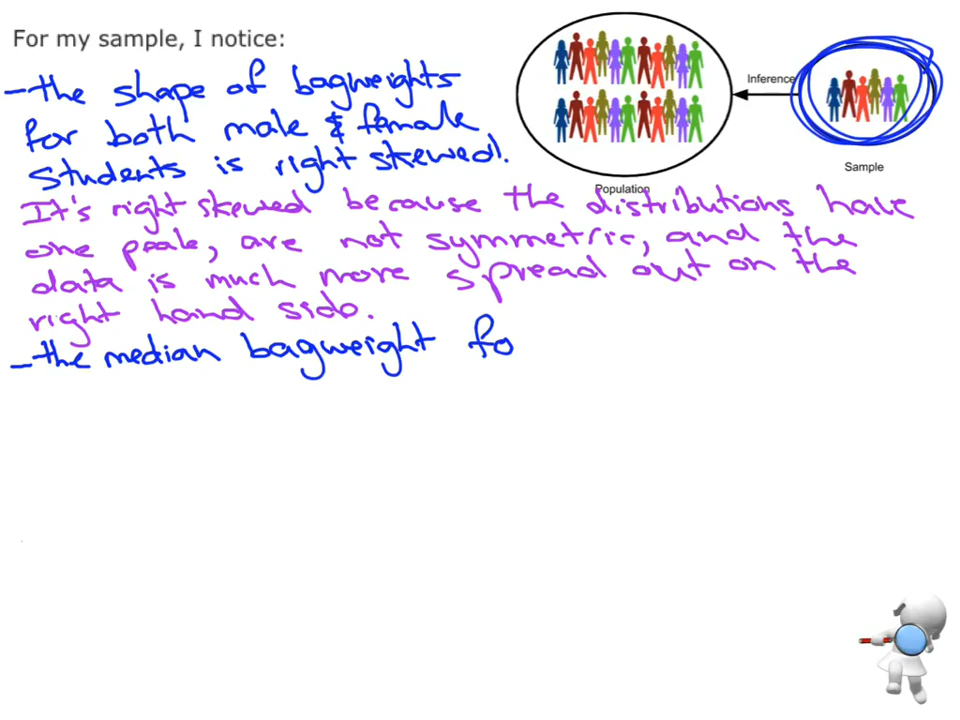 For my sample, I notice:
Inference
Sample
Population
- the shape of bagweights
for both male & female
students is right skewed.
It's right skewed because the distributions have
one peak, are not symmetric, and the
data is much more spread out on the
right hand side.
- the median bagweight fo